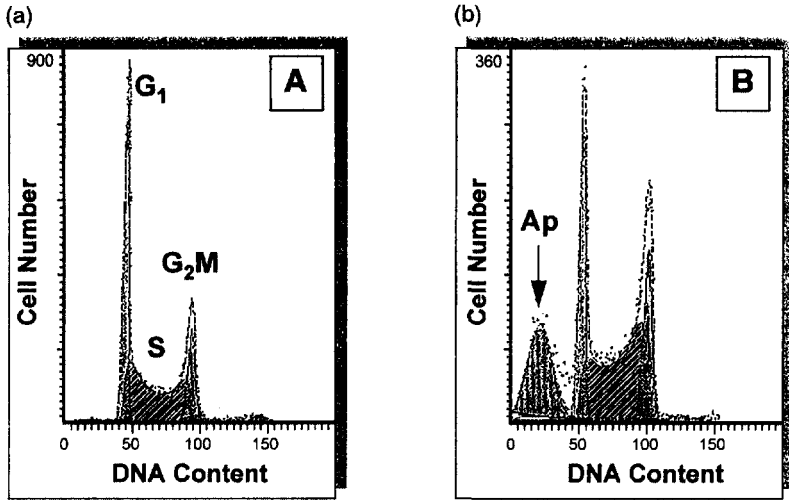 (a)
900
A
G₁
G₂M
S
Cell Number
0 50 100 150
DNA Content
(b)
360
B
Ap
Cell Number
0 50 100 150
DNA Content